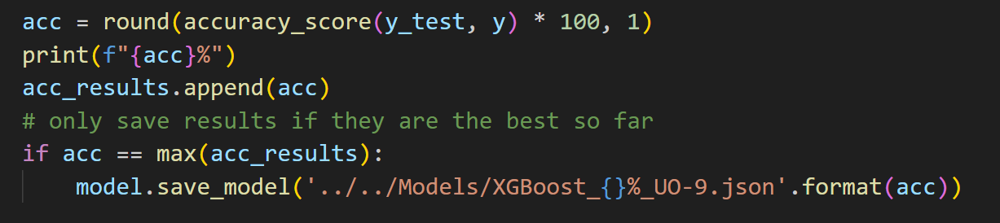 acc = round(accuracy_score(y_test, y) * 100, 1)
print(f"{acc}%")
acc_results.append(acc)
# only save results if they are the best so far
if acc == max(acc_results):
    model.save_model('../../Models/XGBoost_{}%_UO-9.json'.format(acc))